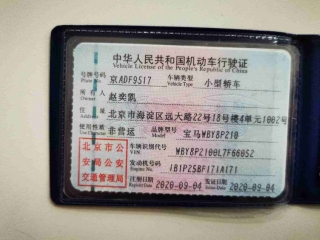 中华人民共和国机动车行驶证
Vehicle License of the People's Republic of China
号牌号码 京ADF9517 车辆类型 小型轿车
Plate No. Vehicle Type
所有人 赵奕凯
Owner
住址 北京市海淀区远大路22号18号楼4单元1002号
Address
使用性质 非营运 品牌型号 宝马WBY8P210
北京市公安局公安交通管理局
车辆识别代号 WBY8P2100L7F66052
VIN
发动机号码 IB1P25BF171A171
Engine No.
注册日期 2020-09-04 发证日期 2020-09-04
Register Date Issue Date